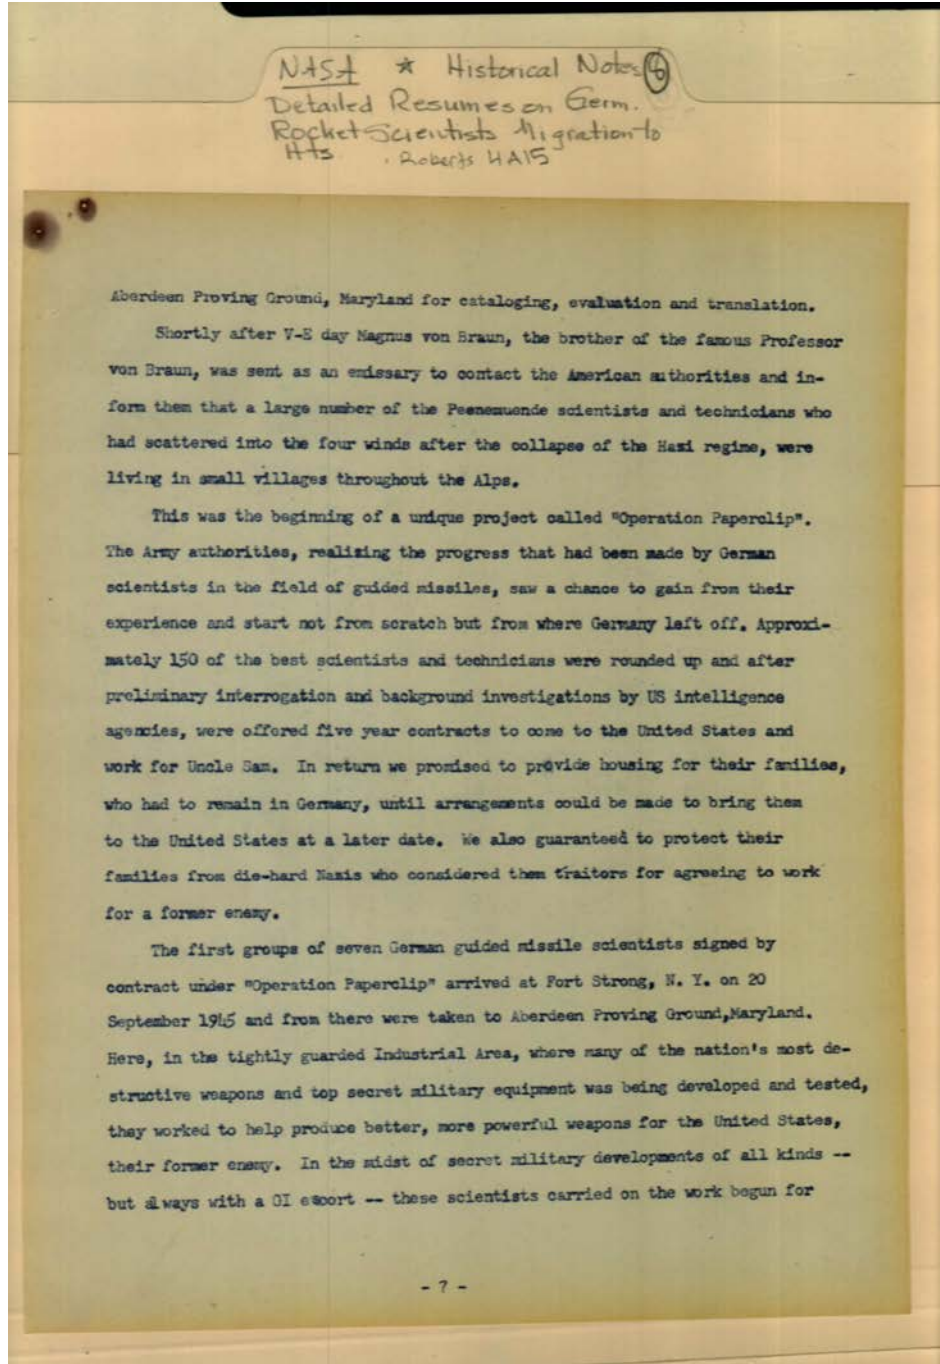 NASA ★ Historical Notes 6
Detailed Resumes on Germ.
Rocket Scientists Migration to
Hts . Roberts 4A15
Aberdeen Proving Ground, Maryland for cataloging, evaluation and translation.
Shortly after V-E day Magnus von Braun, the brother of the famous Professor
von Braun, was sent as an emissary to contact the American authorities and in-
form them that a large number of the Peenemuende scientists and technicians who
had scattered into the four winds after the collapse of the Nazi regime, were
living in small villages throughout the Alps.
This was the beginning of a unique project called "Operation Paperclip".
The Army authorities, realizing the progress that had been made by German
scientists in the field of guided missiles, saw a chance to gain from their
experience and start not from scratch but from where Germany left off. Approxi-
mately 150 of the best scientists and technicians were rounded up and after
preliminary interrogation and background investigations by US intelligence
agencies, were offered five year contracts to come to the United States and
work for Uncle Sam. In return we promised to provide housing for their families,
who had to remain in Germany, until arrangements could be made to bring them
to the United States at a later date. We also guaranteed to protect their
families from die-hard Nazis who considered them traitors for agreeing to work
for a former enemy.
The first groups of seven German guided missile scientists signed by
contract under "Operation Paperclip" arrived at Fort Strong, N. Y. on 20
September 1945 and from there were taken to Aberdeen Proving Ground,Maryland.
Here, in the tightly guarded Industrial Area, where many of the nation's most de-
structive weapons and top secret military equipment was being developed and tested,
they worked to help produce better, more powerful weapons for the United States,
their former enemy. In the midst of secret military developments of all kinds --
but always with a GI escort -- these scientists carried on the work begun for
- 7 -